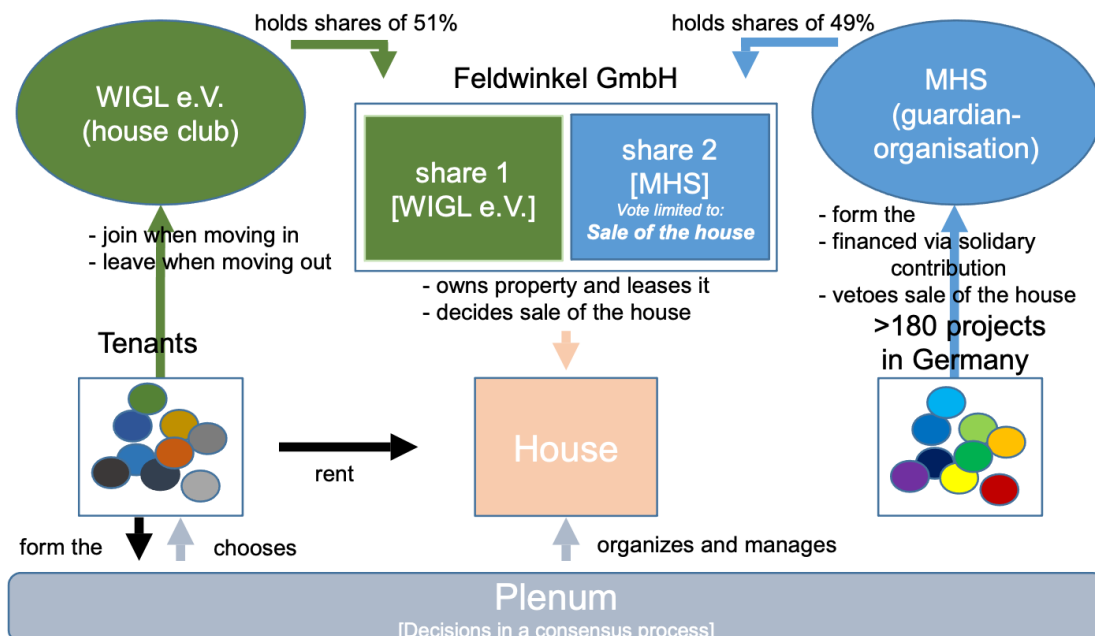 holds shares of 51%
holds shares of 49%
WIGL e.V.
(house club)
Feldwinkel GmbH
MHS
(guardian-
organisation)
share 1
[WIGL e.V.]
share 2
[MHS]
Vote limited to:
Sale of the house
- join when moving in
- leave when moving out
- form the
- financed via solidary
contribution
- vetoes sale of the house
- owns property and leases it
- decides sale of the house
>180 projects
in Germany
Tenants
House
rent
form the
chooses
organizes and manages
Plenum
[Decisions in a consensus process]